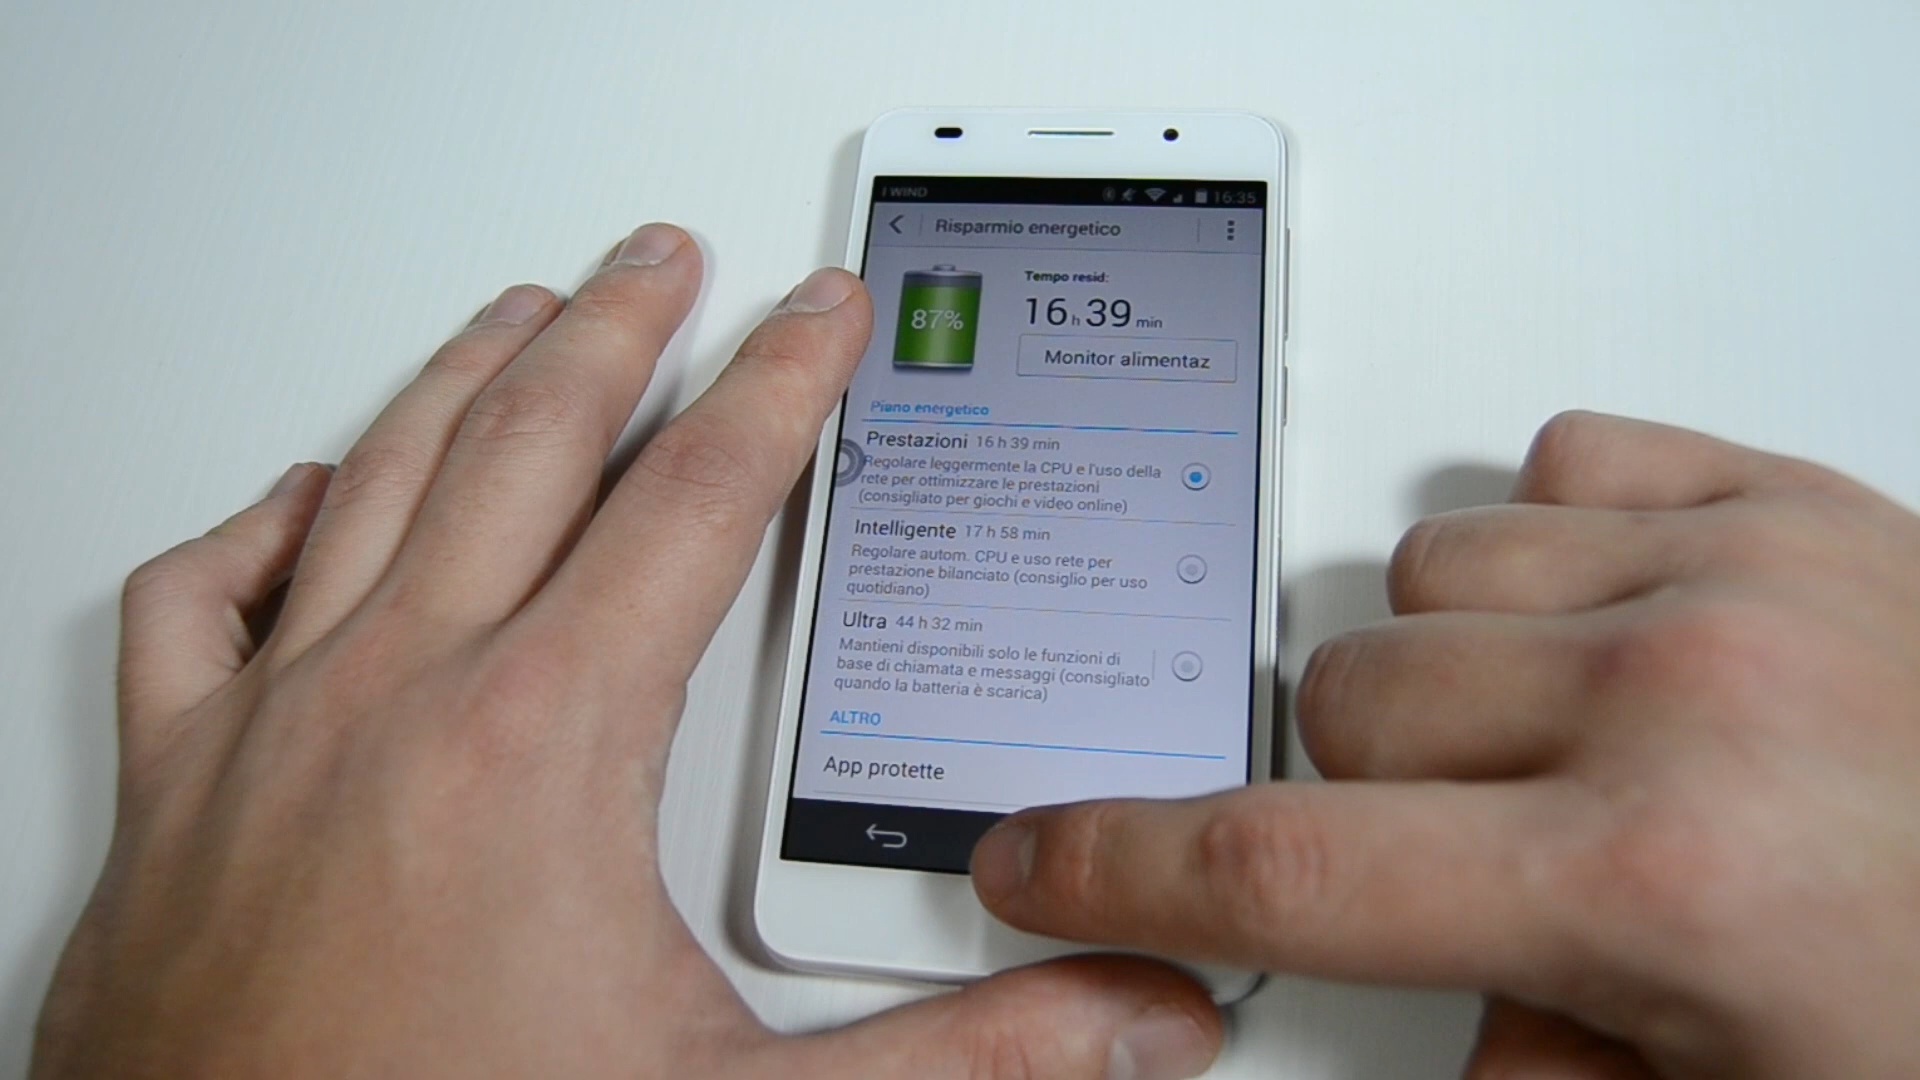 I WIND
16:35
Risparmio energetico
87%
Tempo resid:
16 h 39 min
Monitor alimentaz
Piano energetico
Prestazioni 16 h 39 min
Regolare leggermente la CPU e l'uso della
rete per ottimizzare le prestazioni
(consigliato per giochi e video online)
Intelligente 17 h 58 min
Regolare autom. CPU e uso rete per
prestazione bilanciato (consiglio per uso
quotidiano)
Ultra 44 h 32 min
Mantieni disponibili solo le funzioni di
base di chiamata e messaggi (consigliato
quando la batteria è scarica)
ALTRO
App protette